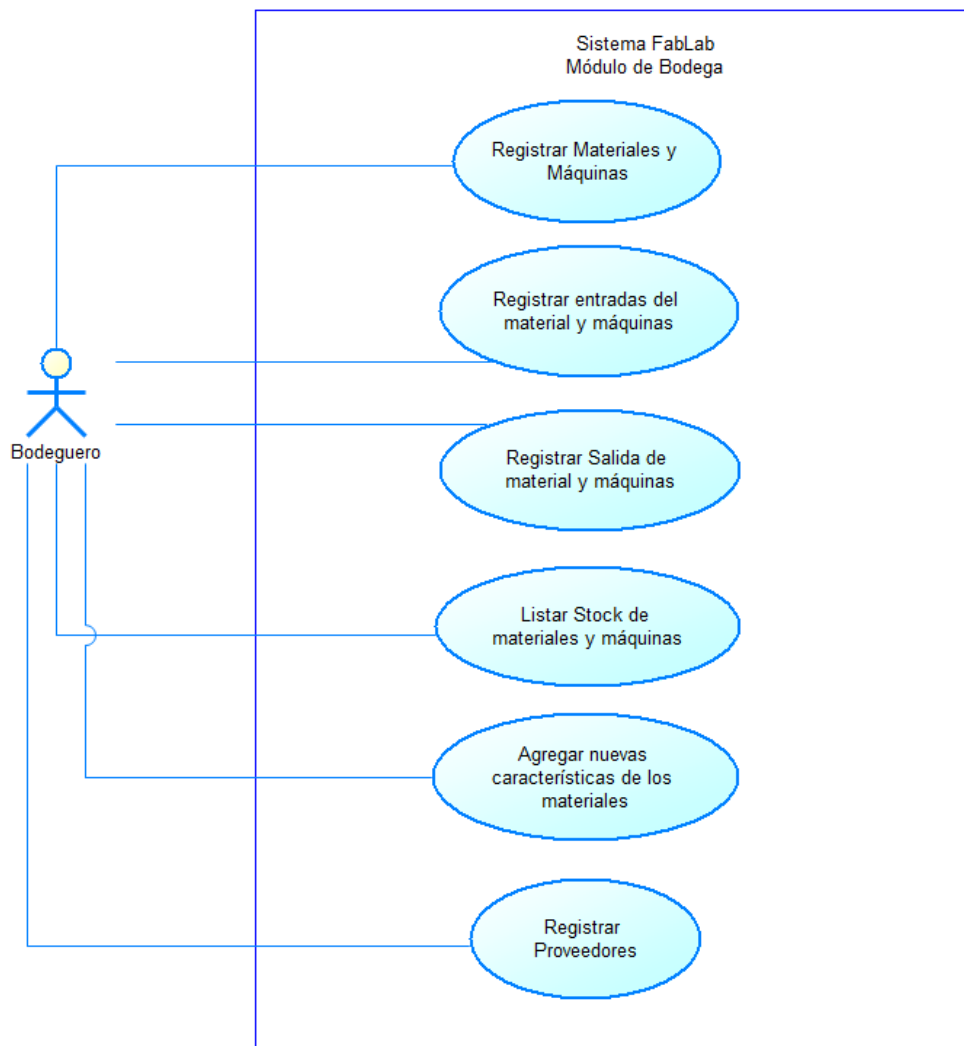 Sistema FabLab
Módulo de Bodega
Registrar Materiales y
Máquinas
Registrar entradas del
material y máquinas
Bodeguero
Registrar Salida de
material y máquinas
Listar Stock de
materiales y máquinas
Agregar nuevas
característícas de los
materiales
Registrar
Proveedores